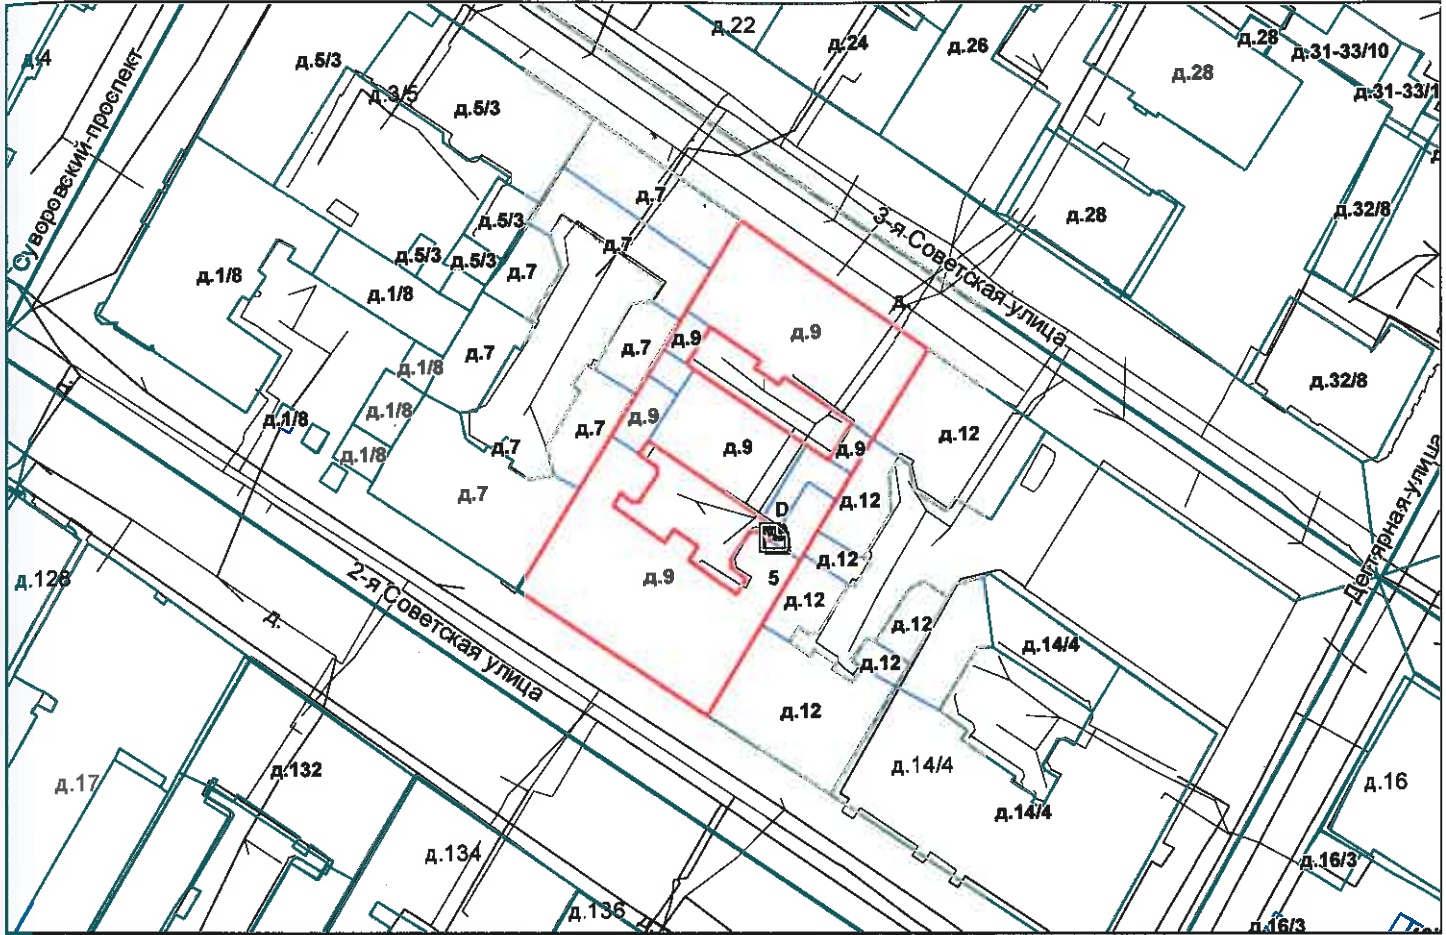 д.4
Суворовский-проспект
д.5/3
д.3/5
д.5/3
д.22
д.24
д.26
д.28
д.28
д.31-33/10
д.31-33/1
д.7
д.5/3
д.7
3-я Советская-улица
д.28
д.32/8
д.5/3
д.5/3
д.7
д.1/8
д.1/8
д.
д.9
д.9
д.7
д.7
д.1/8
д.32/8
д.
д.1/8
д.1/8
д.9
д.7
д.12
д.9
д.9
д.7
д.1/8
д.7
д.12
D
5
д.12
д.9
д.12
Дегтярная-улица
д.128
2-я Советская улица
д.
д.12
д.12
д.14/4
д.12
д.14/4
д.17
д.132
д.16
д.14/4
д.134
д.16/3
д.136
д.
д.16/3